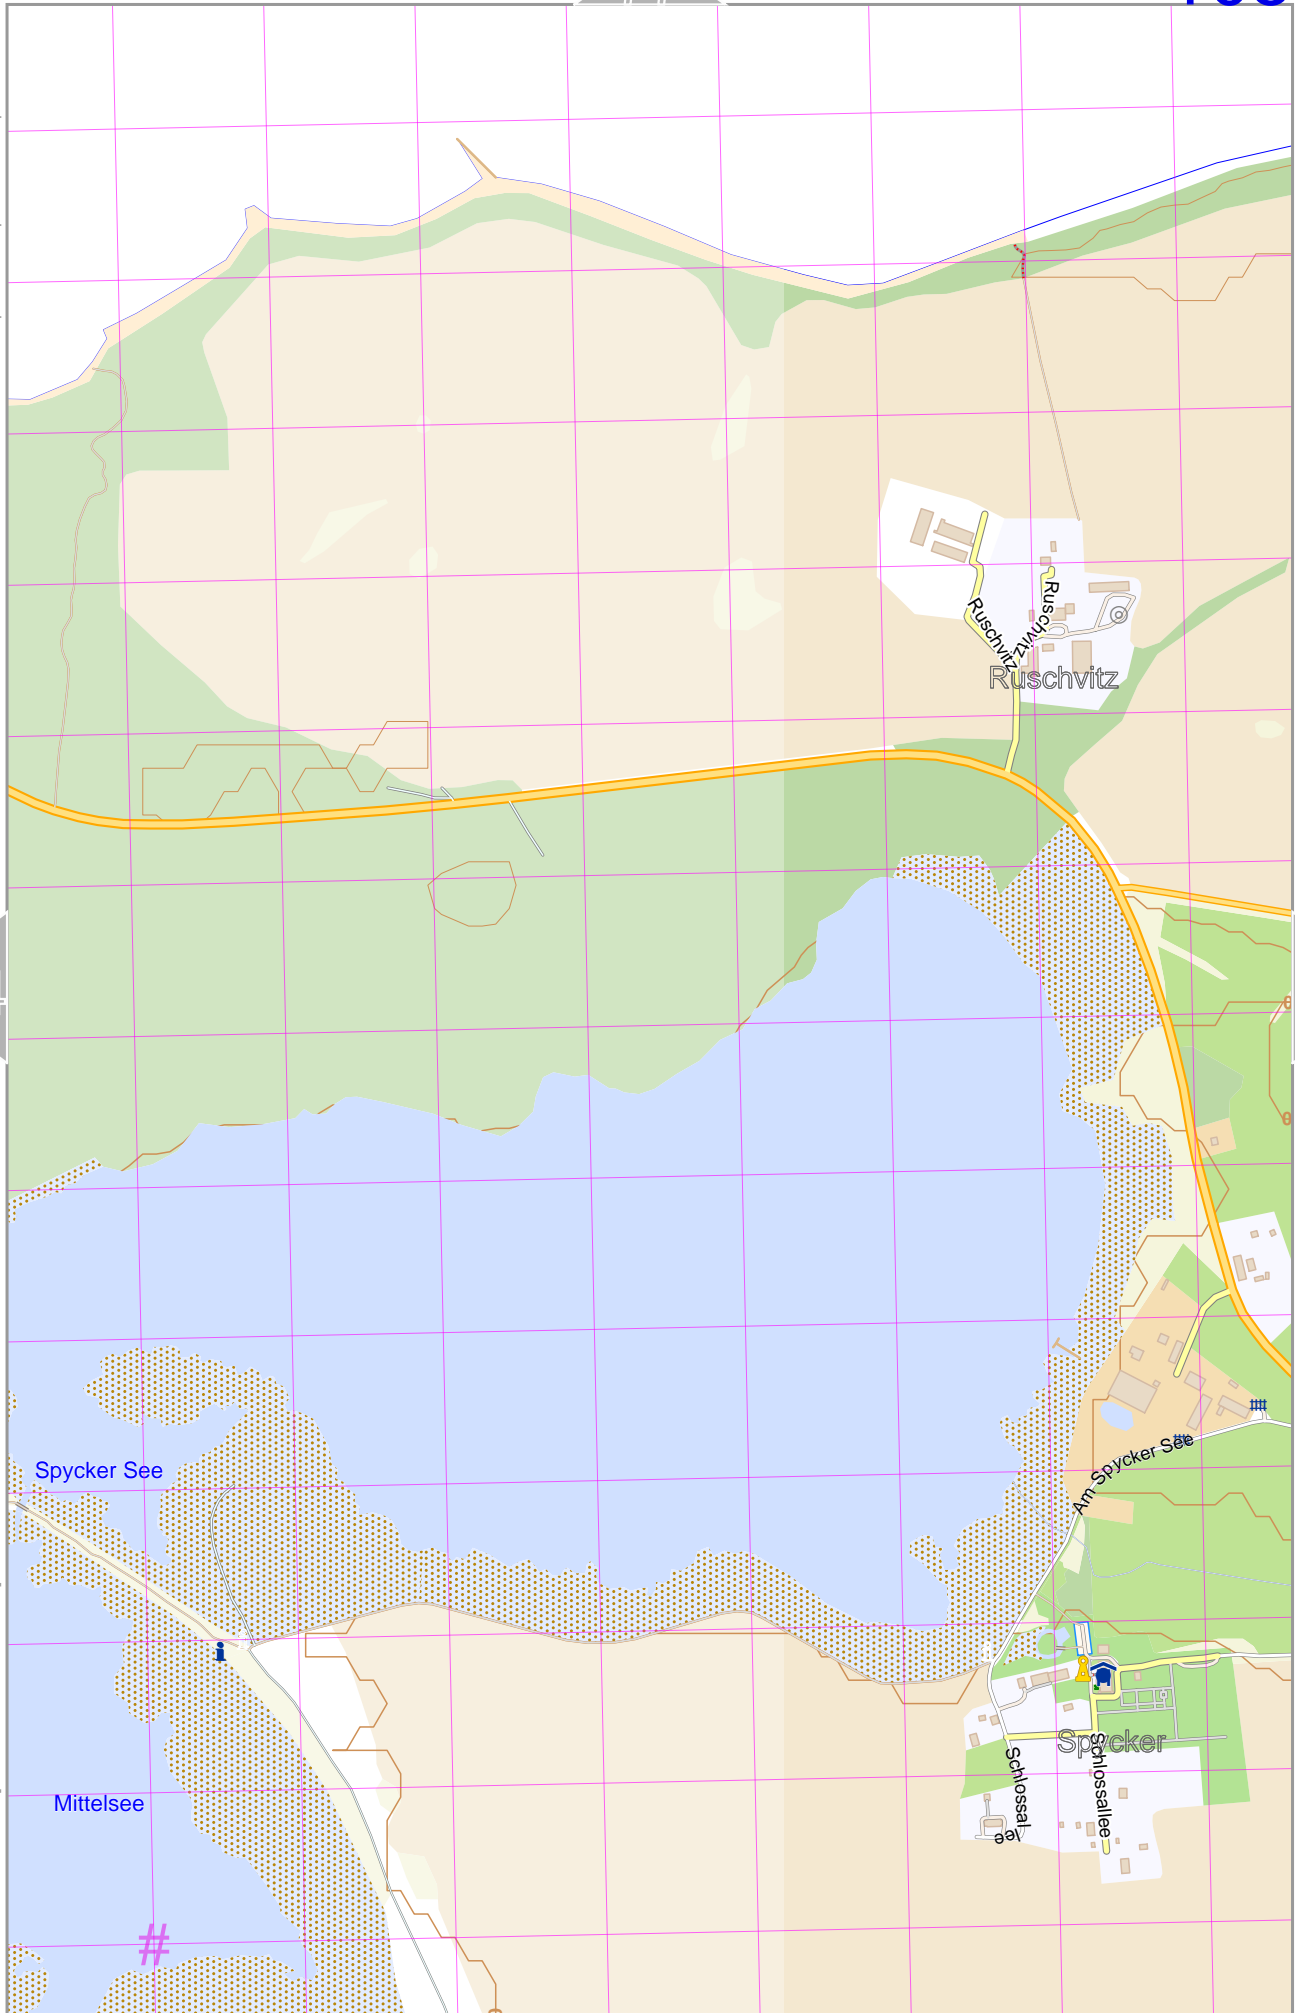 Ruschvitz
Ruschvitz
Ruschvitz
Spycker See
Am Spycker See
i
Spycker
Schlossallee
Schlossallee
Mittelsee
#